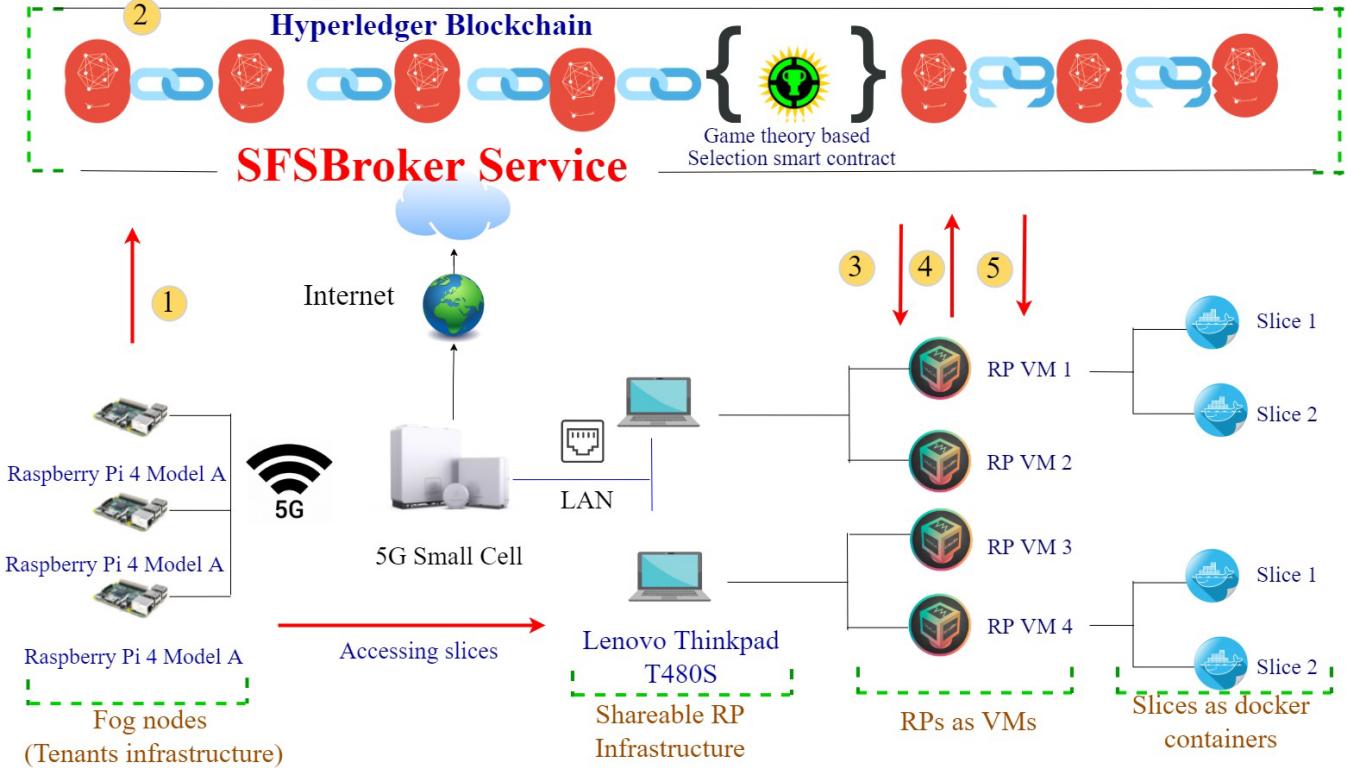 2
Hyperledger Blockchain
Game theory based
Selection smart contract
SFSBroker Service
1
Internet
3
4
5
Slice 1
RP VM 1
Slice 2
Raspberry Pi 4 Model A
5G
LAN
RP VM 2
RP VM 3
5G Small Cell
Raspberry Pi 4 Model A
Slice 1
RP VM 4
Raspberry Pi 4 Model A
Accessing slices
Lenovo Thinkpad
T480S
Slice 2
Fog nodes
(Tenants infrastructure)
Shareable RP
Infrastructure
RPs as VMs
Slices as docker
containers